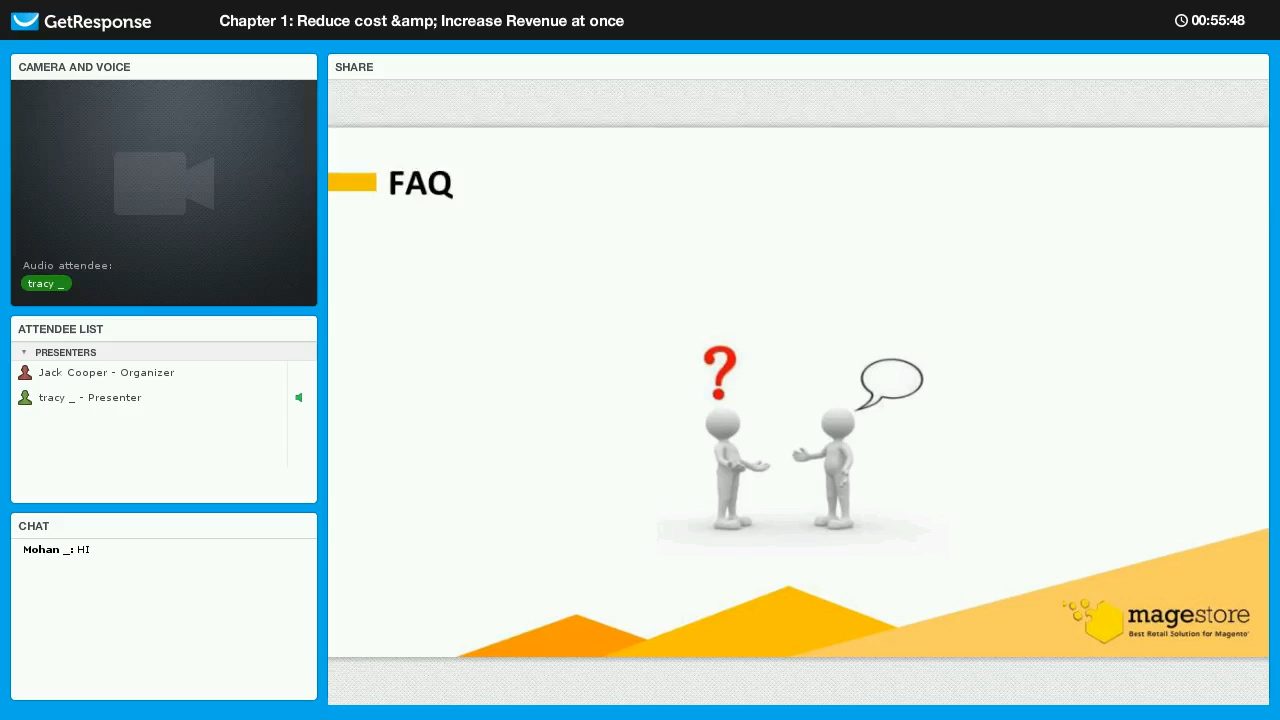 GetResponse
Chapter 1: Reduce cost &amp; Increase Revenue at once
00:55:48
CAMERA AND VOICE
Audio attendee:
tracy _
ATTENDEE LIST
PRESENTERS
Jack Cooper - Organizer
tracy _ - Presenter
CHAT
Mohan _: HI
SHARE
FAQ
?
magestore
Best Retail Solution for Magento®